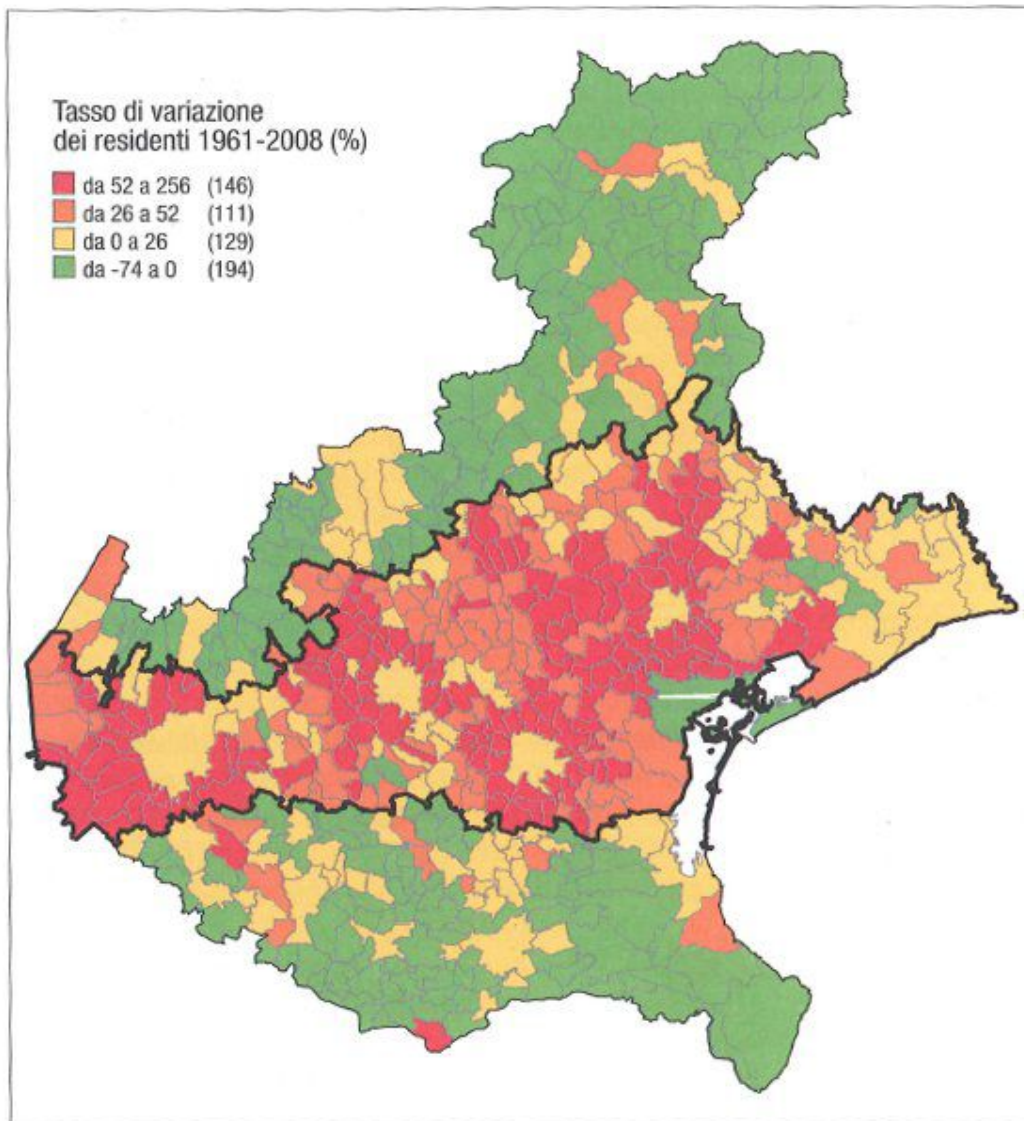 Tasso di variazione
dei residenti 1961-2008 (%)
da 52 a 256 (146)
da 26 a 52 (111)
da 0 a 26 (129)
da -74 a 0 (194)